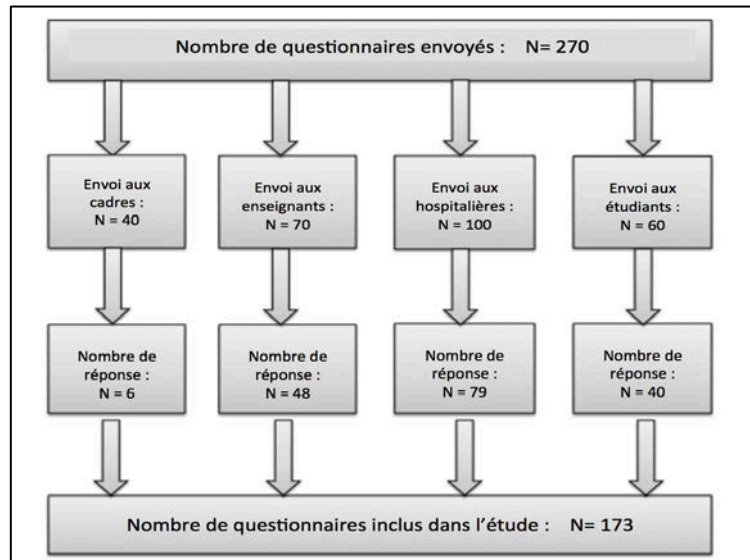 Nombre de questionnaires envoyés : N= 270
Envoi aux
cadres :
N = 40
Envoi aux
enseignants :
N = 70
Envoi aux
hospitalières :
N = 100
Envoi aux
étudiants :
N = 60
Nombre de
réponse :
N = 6
Nombre de
réponse :
N = 48
Nombre de
réponse :
N = 79
Nombre de
réponse :
N = 40
Nombre de questionnaires inclus dans l'étude : N= 173